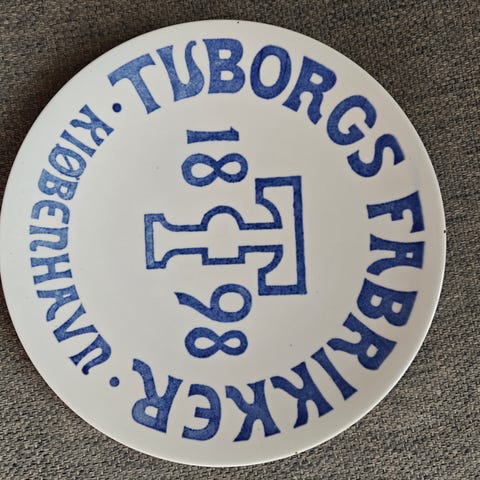 TUBORGS FABRIKKER
· KIØBENHAVN ·
18 T 98